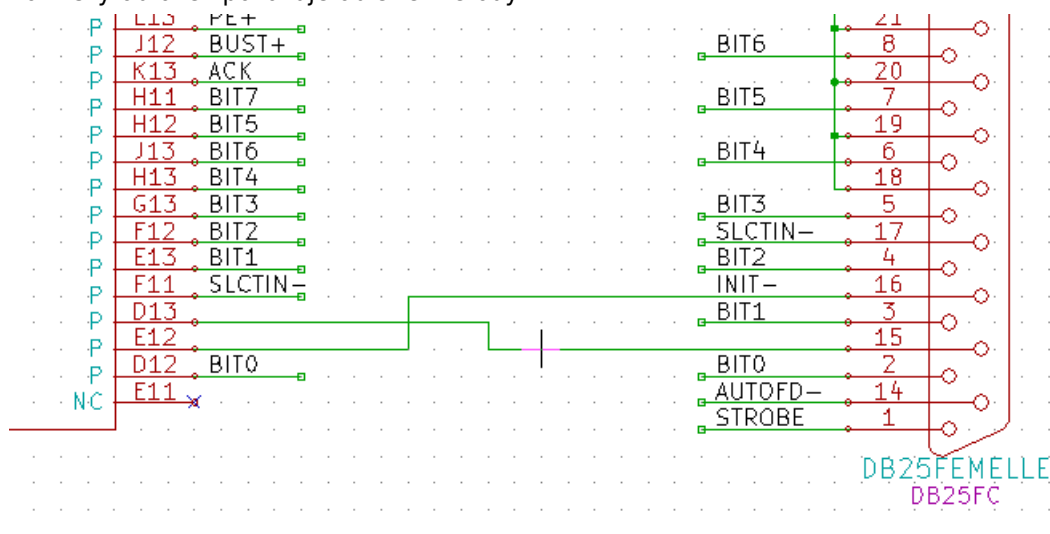 P L13 PE+ 21
P J12 BUST+ BIT6 8
P K13 ACK 20
P H11 BIT7 BIT5 7
P H12 BIT5 19
P J13 BIT6 BIT4 6
P H13 BIT4 18
P G13 BIT3 BIT3 5
P F12 BIT2 SLCTIN- 17
P E13 BIT1 BIT2 4
P F11 SLCTIN- INIT- 16
P D13 BIT1 3
P E12 15
P D12 BIT0 BIT0 2
NC E11 AUTOFD- 14
STROBE 1
DB25FEMELLE
DB25FC